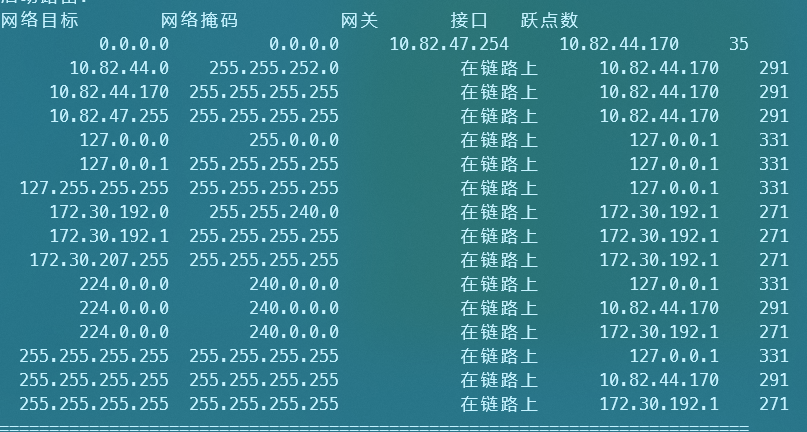 网络目标 网络掩码 网关 接口 跃点数
0.0.0.0 0.0.0.0 10.82.47.254 10.82.44.170 35
10.82.44.0 255.255.252.0 在链路上 10.82.44.170 291
10.82.44.170 255.255.255.255 在链路上 10.82.44.170 291
10.82.47.255 255.255.255.255 在链路上 10.82.44.170 291
127.0.0.0 255.0.0.0 在链路上 127.0.0.1 331
127.0.0.1 255.255.255.255 在链路上 127.0.0.1 331
127.255.255.255 255.255.255.255 在链路上 127.0.0.1 331
172.30.192.0 255.255.240.0 在链路上 172.30.192.1 271
172.30.192.1 255.255.255.255 在链路上 172.30.192.1 271
172.30.207.255 255.255.255.255 在链路上 172.30.192.1 271
224.0.0.0 240.0.0.0 在链路上 127.0.0.1 331
224.0.0.0 240.0.0.0 在链路上 10.82.44.170 291
224.0.0.0 240.0.0.0 在链路上 172.30.192.1 271
255.255.255.255 255.255.255.255 在链路上 127.0.0.1 331
255.255.255.255 255.255.255.255 在链路上 10.82.44.170 291
255.255.255.255 255.255.255.255 在链路上 172.30.192.1 271
===========================================================================